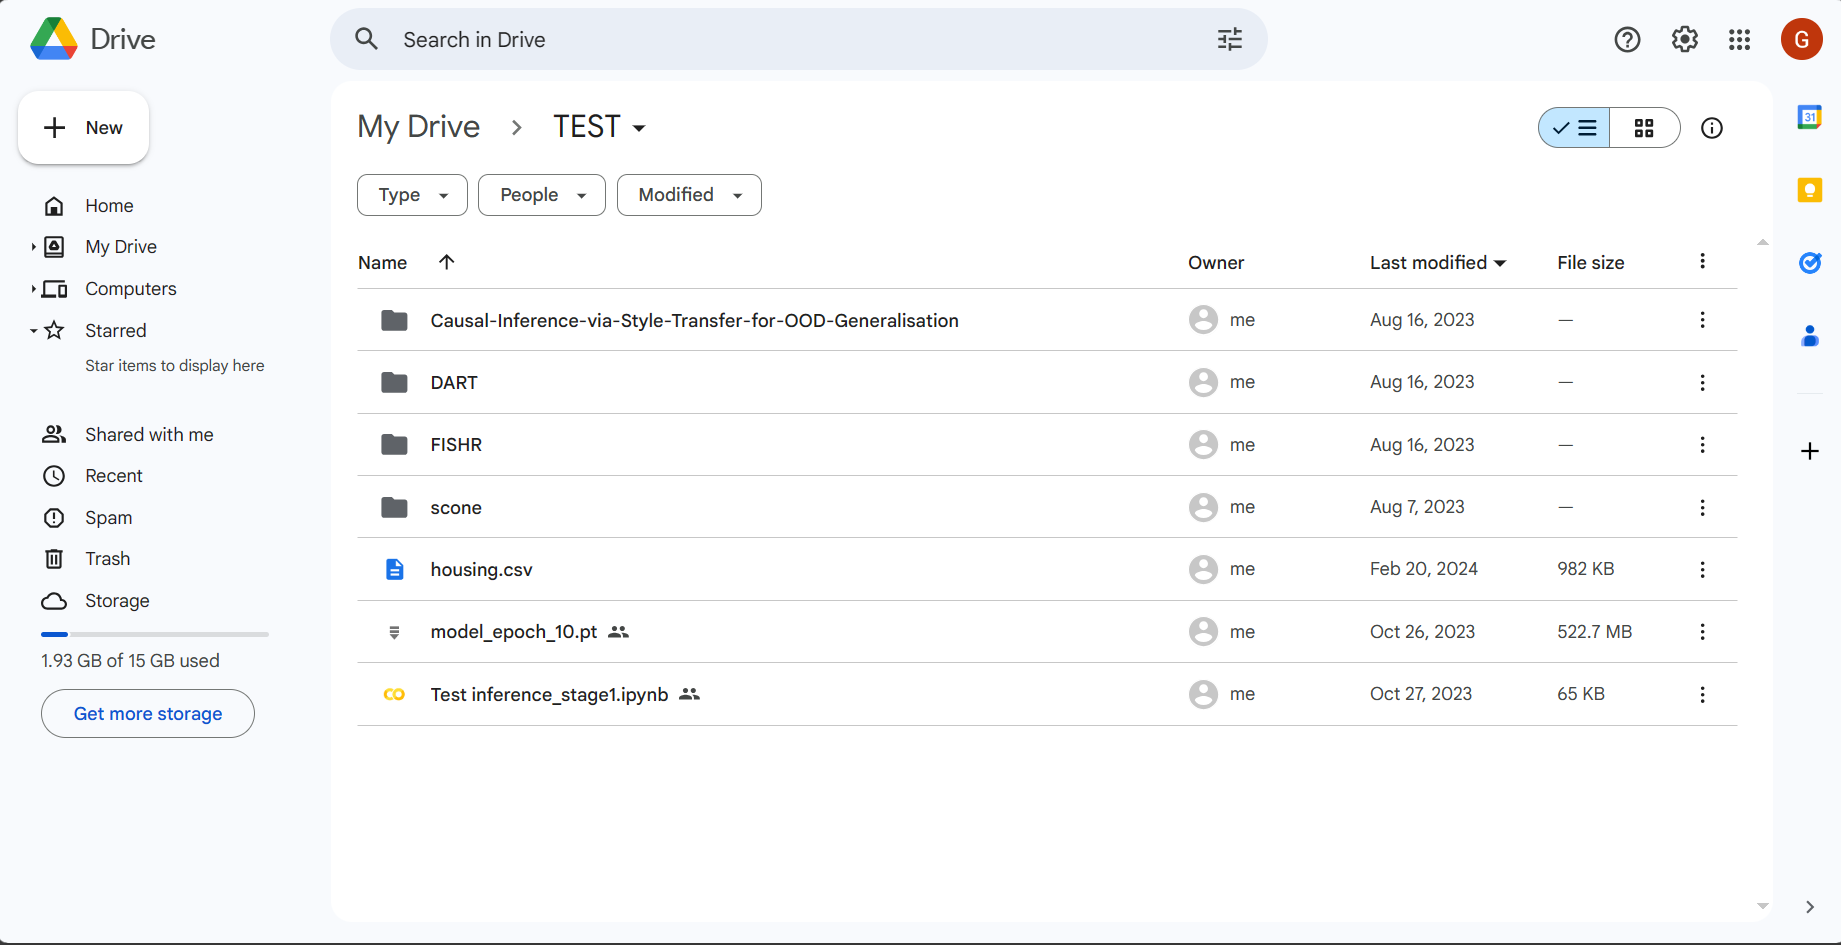 Drive
Search in Drive
G
New
My Drive > TEST
31
Type People Modified
Home
My Drive
Computers
Starred
Star items to display here
Shared with me
Recent
Spam
Trash
Storage
1.93 GB of 15 GB used
Get more storage
Name Owner Last modified File size
Causal-Inference-via-Style-Transfer-for-OOD-Generalisation me Aug 16, 2023 —
DART me Aug 16, 2023 —
FISHR me Aug 16, 2023 —
scone me Aug 7, 2023 —
housing.csv me Feb 20, 2024 982 KB
model_epoch_10.pt me Oct 26, 2023 522.7 MB
Test inference_stage1.ipynb me Oct 27, 2023 65 KB